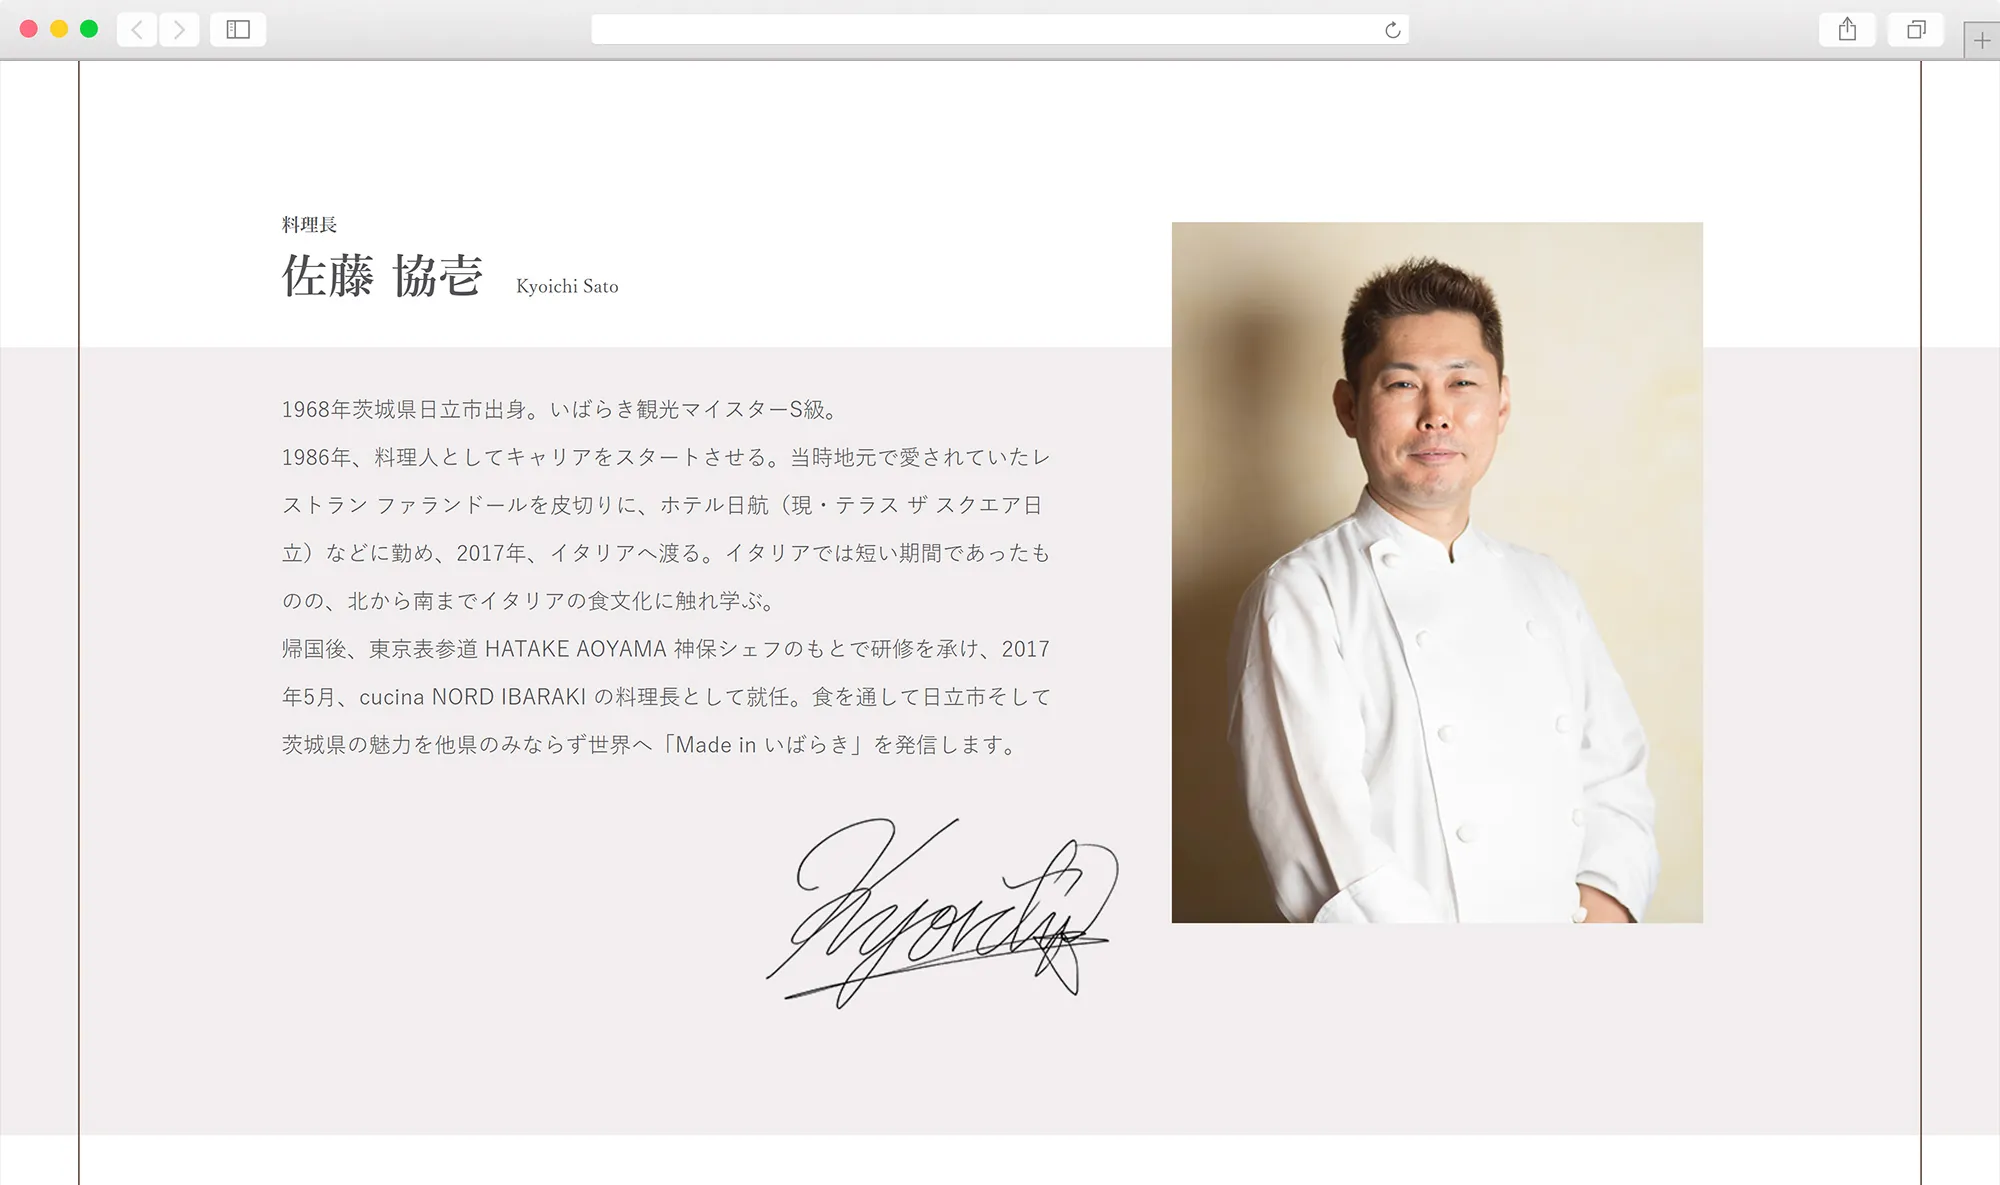 料理長
佐藤 協壱 Kyoichi Sato
1968年茨城県日立市出身。いばらき観光マイスターS級。
1986年、料理人としてキャリアをスタートさせる。当時地元で愛されていたレ
ストラン ファランドールを皮切りに、ホテル日航（現・テラス ザ スクエア日
立）などに勤め、2017年、イタリアへ渡る。イタリアでは短い期間であったも
のの、北から南までイタリアの食文化に触れ学ぶ。
帰国後、東京表参道 HATAKE AOYAMA 神保シェフのもとで研修を承け、2017
年5月、cucina NORD IBARAKI の料理長として就任。食を通して日立市そして
茨城県の魅力を他県のみならず世界へ「Made in いばらき」を発信します。